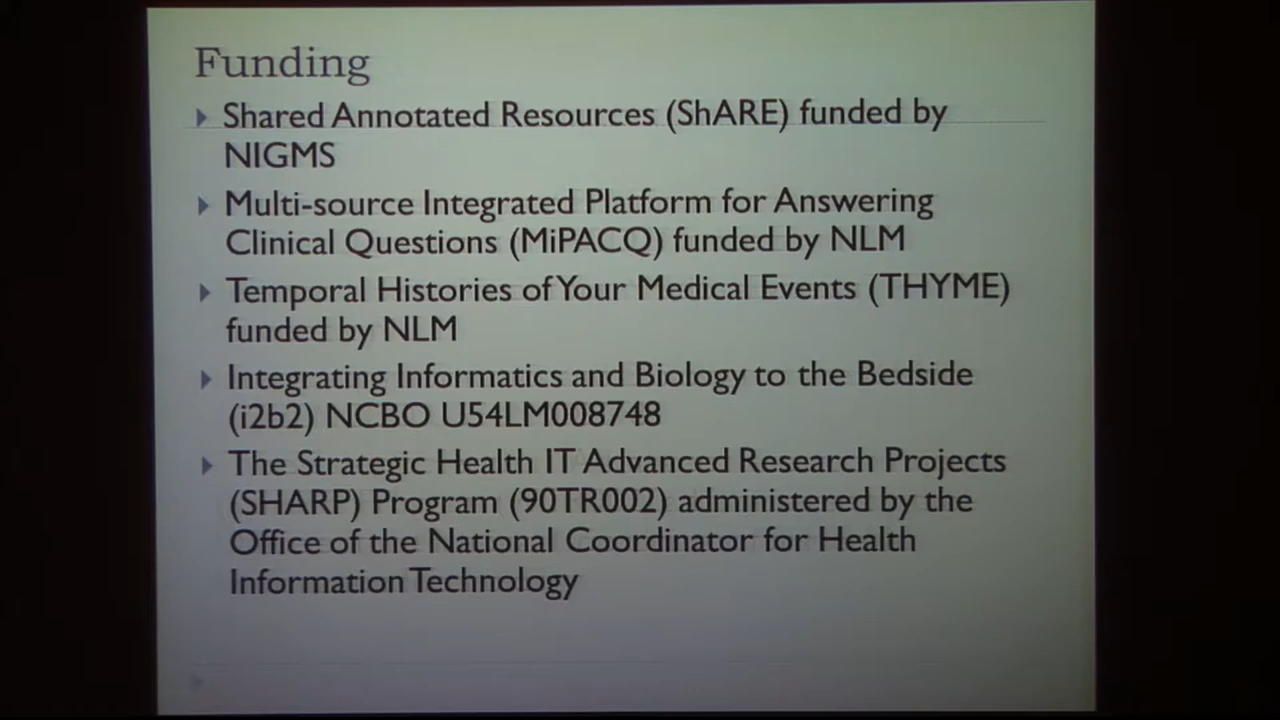 Funding
Shared Annotated Resources (ShARE) funded by
NIGMS
Multi-source Integrated Platform for Answering
Clinical Questions (MiPACQ) funded by NLM
Temporal Histories of Your Medical Events (THYME)
funded by NLM
Integrating Informatics and Biology to the Bedside
(i2b2) NCBO U54LM008748
The Strategic Health IT Advanced Research Projects
(SHARP) Program (90TR002) administered by the
Office of the National Coordinator for Health
Information Technology